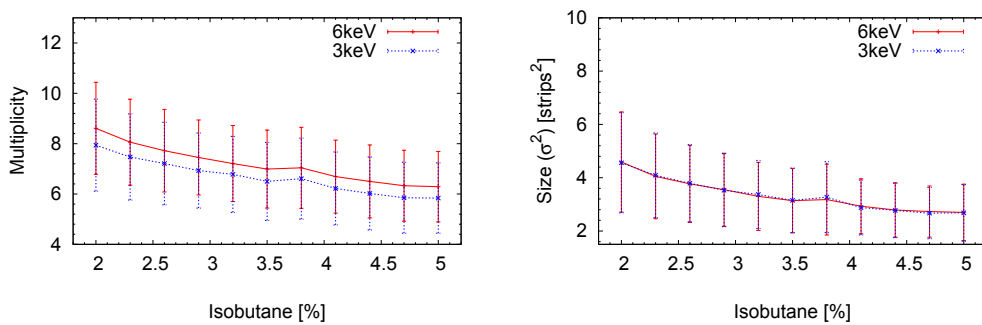 Multiplicity
12
10
8
6
4
6keV
3keV
2 2.5 3 3.5 4 4.5 5
Isobutane [%]
Size (σ²) [strips²]
10
8
6
4
2
6keV
3keV
2 2.5 3 3.5 4 4.5 5
Isobutane [%]